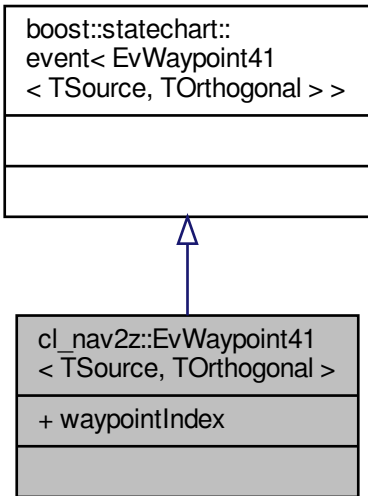 boost::statechart::
event< EvWaypoint41
< TSource, TOrthogonal > >
cl_nav2z::EvWaypoint41
< TSource, TOrthogonal >
+ waypointIndex